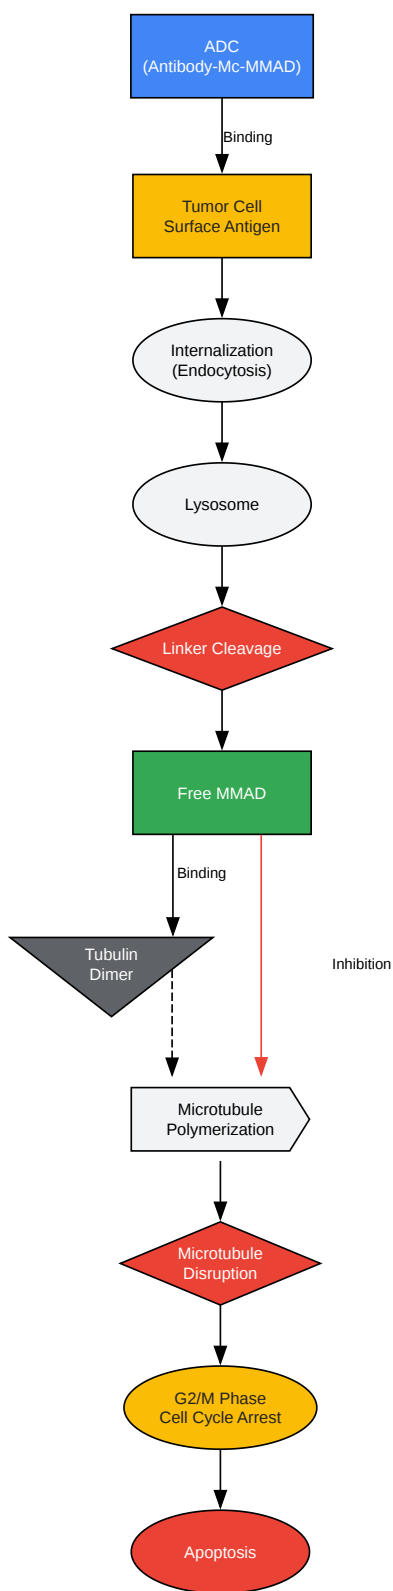 ADC
(Antibody-Mc-MMAD)
Binding
Tumor Cell
Surface Antigen
Internalization
(Endocytosis)
Lysosome
Linker Cleavage
Free MMAD
Binding
Tubulin
Dimer
Inhibition
Microtubule
Polymerization
Microtubule
Disruption
G2/M Phase
Cell Cycle Arrest
Apoptosis